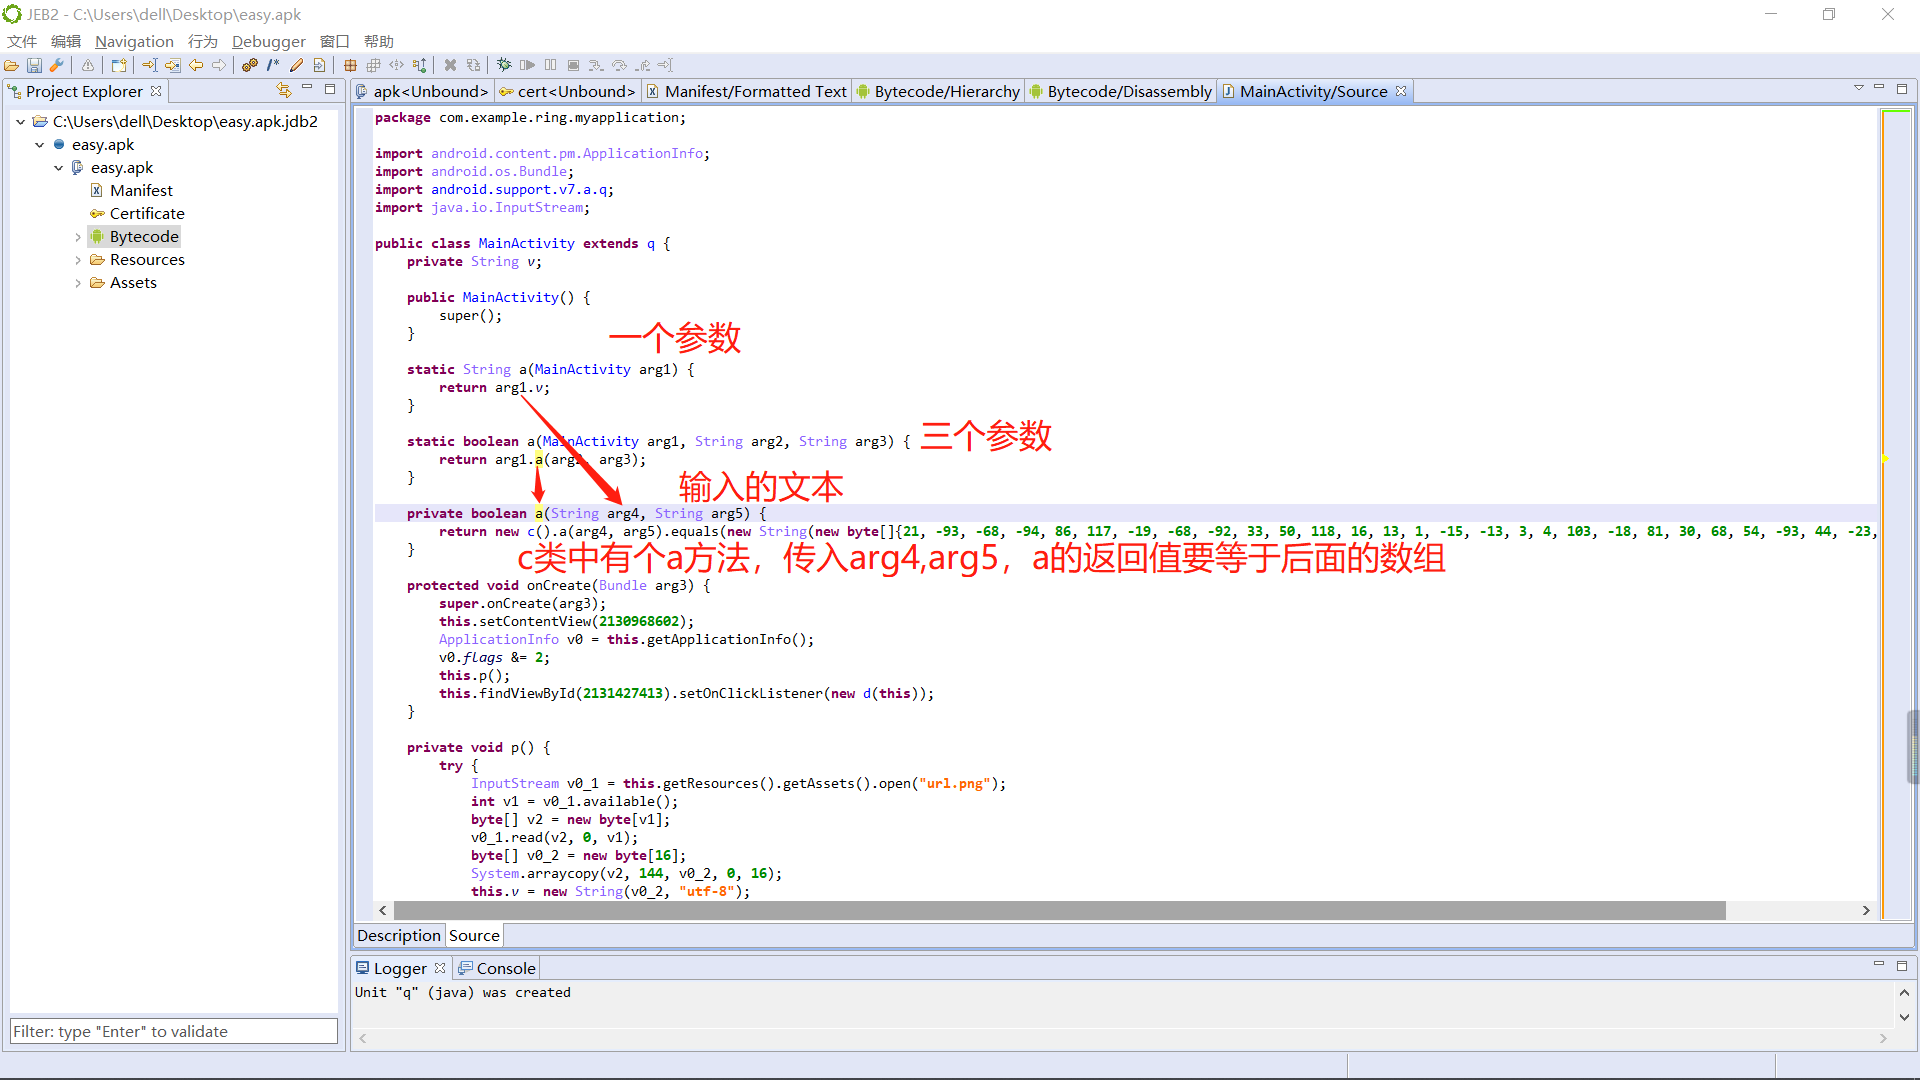 JEB2 - C:\Users\dell\Desktop\easy.apk
文件 编辑 Navigation 行为 Debugger 窗口 帮助
Project Explorer
C:\Users\dell\Desktop\easy.apk.jdb2
easy.apk
easy.apk
Manifest
Certificate
Bytecode
Resources
Assets
Filter: type "Enter" to validate
apk<Unbound> cert<Unbound> Manifest/Formatted Text Bytecode/Hierarchy Bytecode/Disassembly MainActivity/Source
package com.example.ring.myapplication;
import android.content.pm.ApplicationInfo;
import android.os.Bundle;
import android.support.v7.a.q;
import java.io.InputStream;
public class MainActivity extends q {
private String v;
public MainActivity() {
super();
}
一个参数
static String a(MainActivity arg1) {
return arg1.v;
}
static boolean a(MainActivity arg1, String arg2, String arg3) { 三个参数
return arg1.a(arg2, arg3);
}
输入的文本
private boolean a(String arg4, String arg5) {
return new c().a(arg4, arg5).equals(new String(new byte[]{21, -93, -68, -94, 86, 117, -19, -68, -92, 33, 50, 118, 16, 13, 1, -15, -13, 3, 4, 103, -18, 81, 30, 68, 54, -93, 44, -23,
}
c类中有个a方法，传入arg4,arg5，a的返回值要等于后面的数组
protected void onCreate(Bundle arg3) {
super.onCreate(arg3);
this.setContentView(2130968602);
ApplicationInfo v0 = this.getApplicationInfo();
v0.flags &= 2;
this.p();
this.findViewById(2131427413).setOnClickListener(new d(this));
}
private void p() {
try {
InputStream v0_1 = this.getResources().getAssets().open("url.png");
int v1 = v0_1.available();
byte[] v2 = new byte[v1];
v0_1.read(v2, 0, v1);
byte[] v0_2 = new byte[16];
System.arraycopy(v2, 144, v0_2, 0, 16);
this.v = new String(v0_2, "utf-8");
Description Source
Logger Console
Unit "q" (java) was created